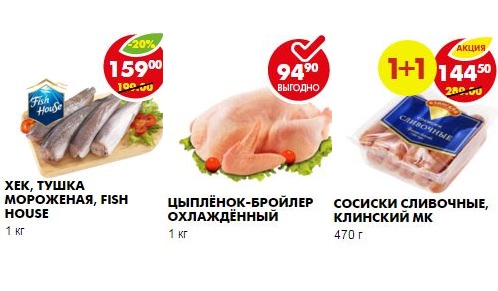 -20%
159 00
199.00
Fish
House
ХЕК, ТУШКА
МОРОЖЕНАЯ, FISH
HOUSE
1 кг
94 90
ВЫГОДНО
ЦЫПЛЁНОК-БРОЙЛЕР
ОХЛАЖДЁННЫЙ
1 кг
АКЦИЯ
1+1
144 50
289.00
СЛИВОЧНЫЕ
СОСИСКИ СЛИВОЧНЫЕ,
КЛИНСКИЙ МК
470 г